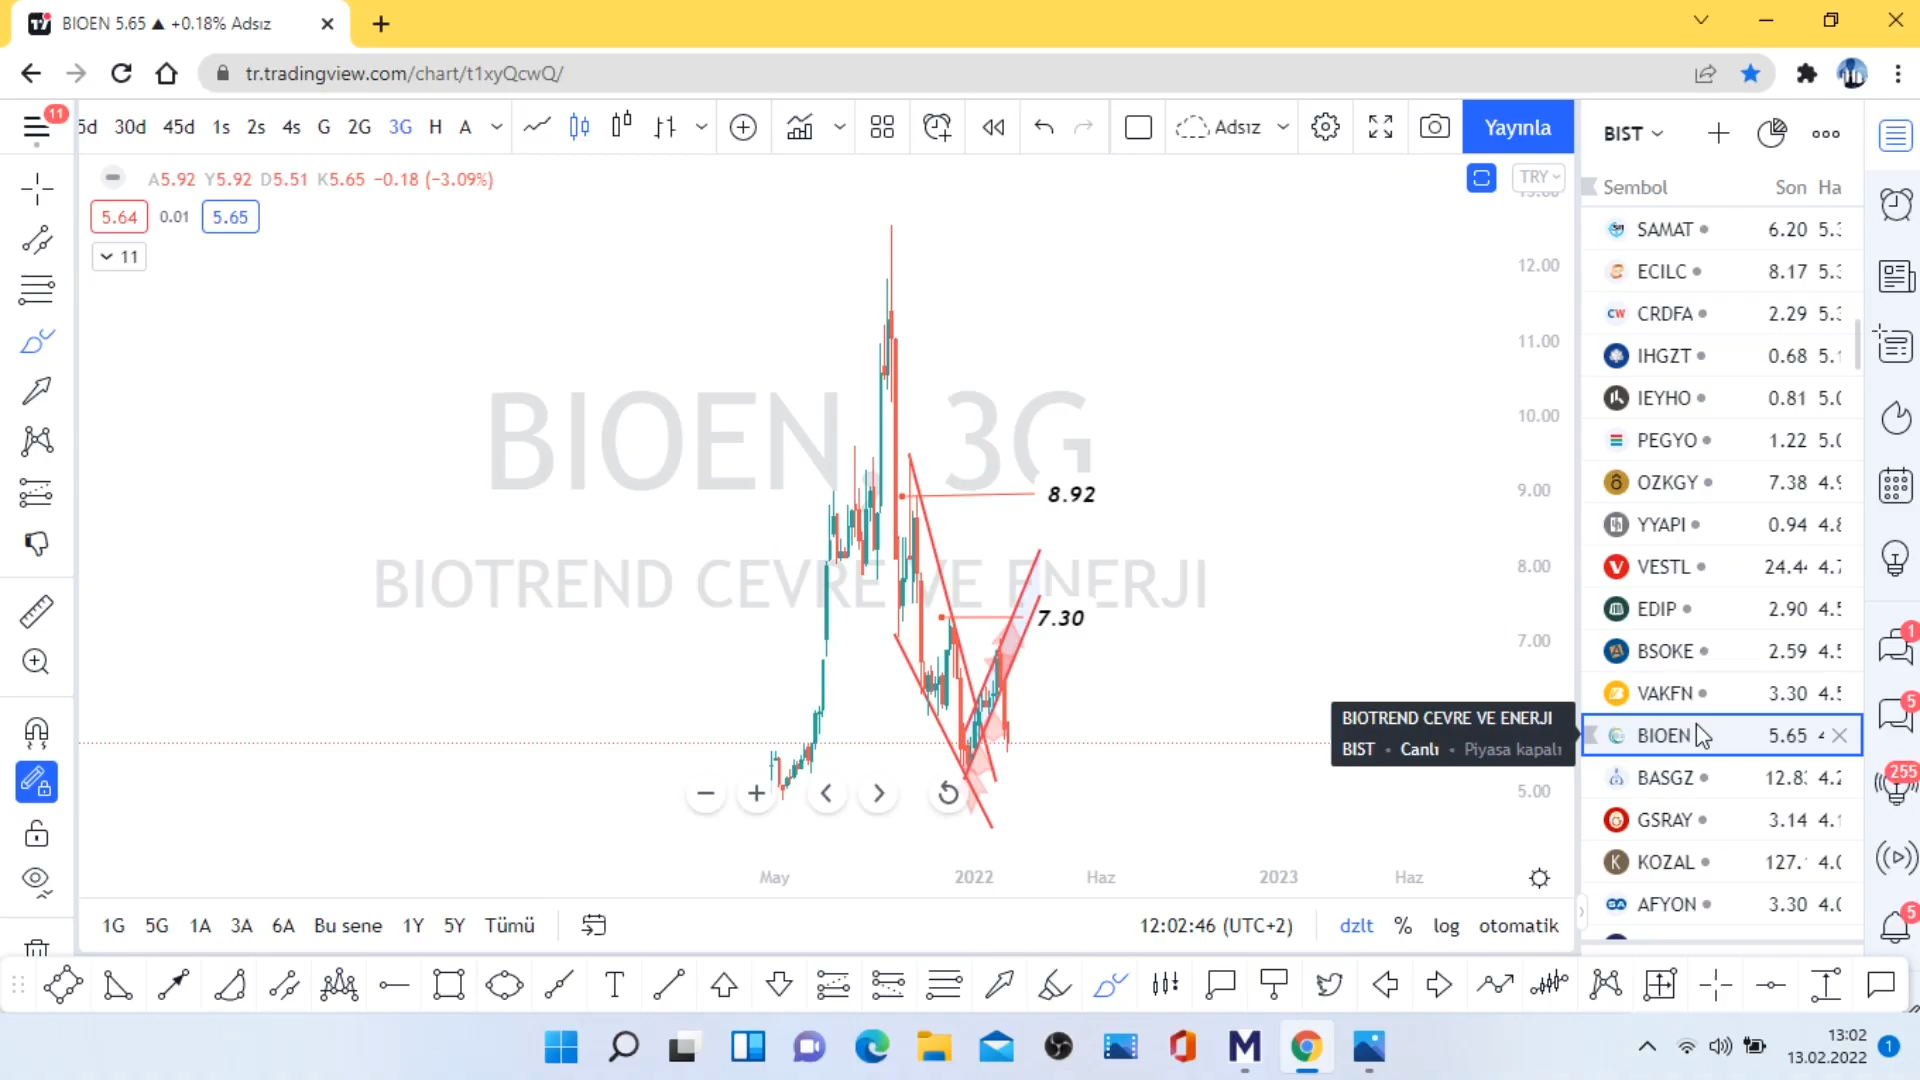 BIOEN 5.65 ▲ +0.18% Adsız
tr.tradingview.com/chart/t1xyQcwQ/
11
5d 30d 45d 1s 2s 4s G 2G 3G H A
Adsız
Yayınla
BIST
A5.92 Y5.92 D5.51 K5.65 −0.18 (−3.09%)
TRY
5.64 0.01 5.65
11
Sembol Son Ha
SAMAT 6.20
ECILC 8.17
CRDFA 2.29
IHGZT 0.68
IEYHO 0.81
PEGYO 1.22
OZKGY 7.38
YYAPI 0.94
VESTL
EDIP 2.90
BSOKE 2.59
VAKFN 3.30
BIOEN 5.65
BASGZ
GSRAY 3.14
KOZAL
AFYON 3.30
BIOEN, 3G
BIOTREND CEVRE VE ENERJI
8.92
7.30
12.00
11.00
10.00
9.00
8.00
7.00
5.00
BIOTREND CEVRE VE ENERJI
BIST • Canlı • Piyasa kapalı
May 2022 Haz 2023 Haz
1G 5G 1A 3A 6A Bu sene 1Y 5Y Tümü
12:02:46 (UTC+2) dzlt % log otomatik
1
5
255
5
13:02
13.02.2022
1